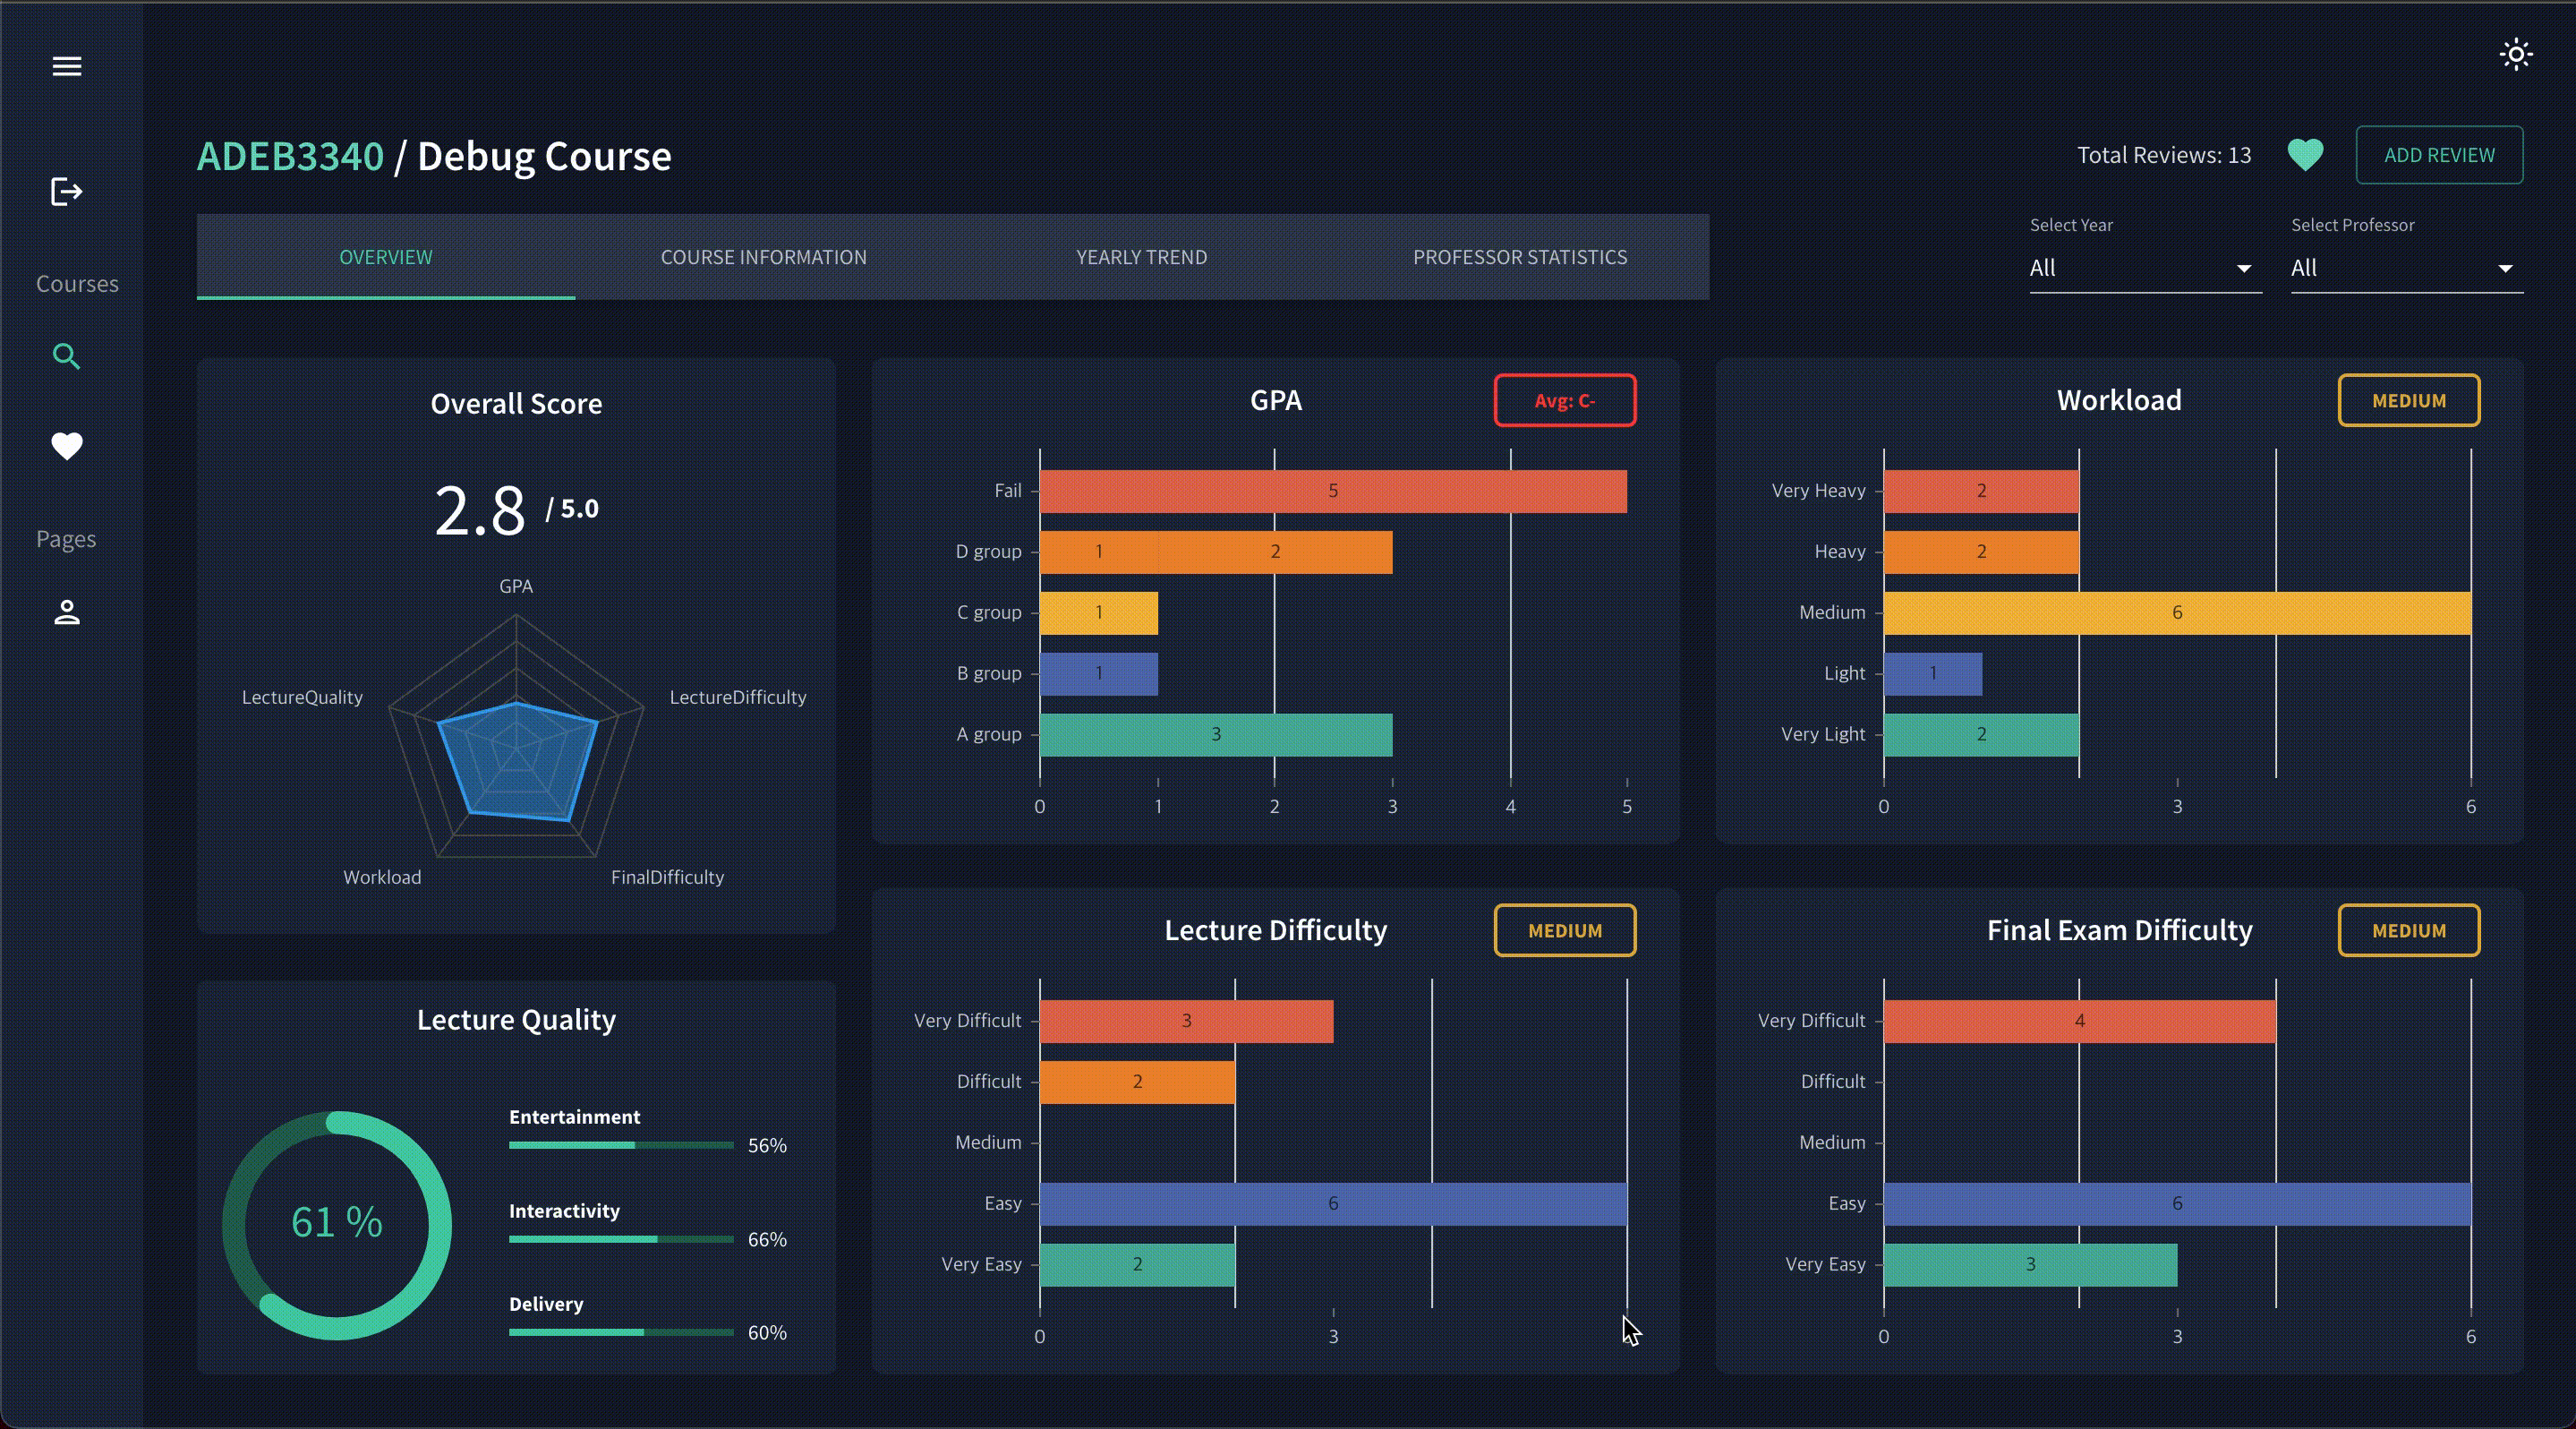 ADEB3340 / Debug Course
Total Reviews: 13
ADD REVIEW
OVERVIEW
COURSE INFORMATION
YEARLY TREND
PROFESSOR STATISTICS
Select Year
All
Select Professor
All
Courses
Pages
Overall Score
2.8 / 5.0
GPA
LectureQuality
LectureDifficulty
Workload
FinalDifficulty
GPA
Avg: C-
Fail
5
D group
1
2
C group
1
B group
1
A group
3
0
1
2
3
4
5
Workload
MEDIUM
Very Heavy
2
Heavy
2
Medium
6
Light
1
Very Light
2
0
3
6
Lecture Quality
61 %
Entertainment
56%
Interactivity
66%
Delivery
60%
Lecture Difficulty
MEDIUM
Very Difficult
3
Difficult
2
Medium
Easy
6
Very Easy
2
0
3
Final Exam Difficulty
MEDIUM
Very Difficult
4
Difficult
Medium
Easy
6
Very Easy
3
0
3
6